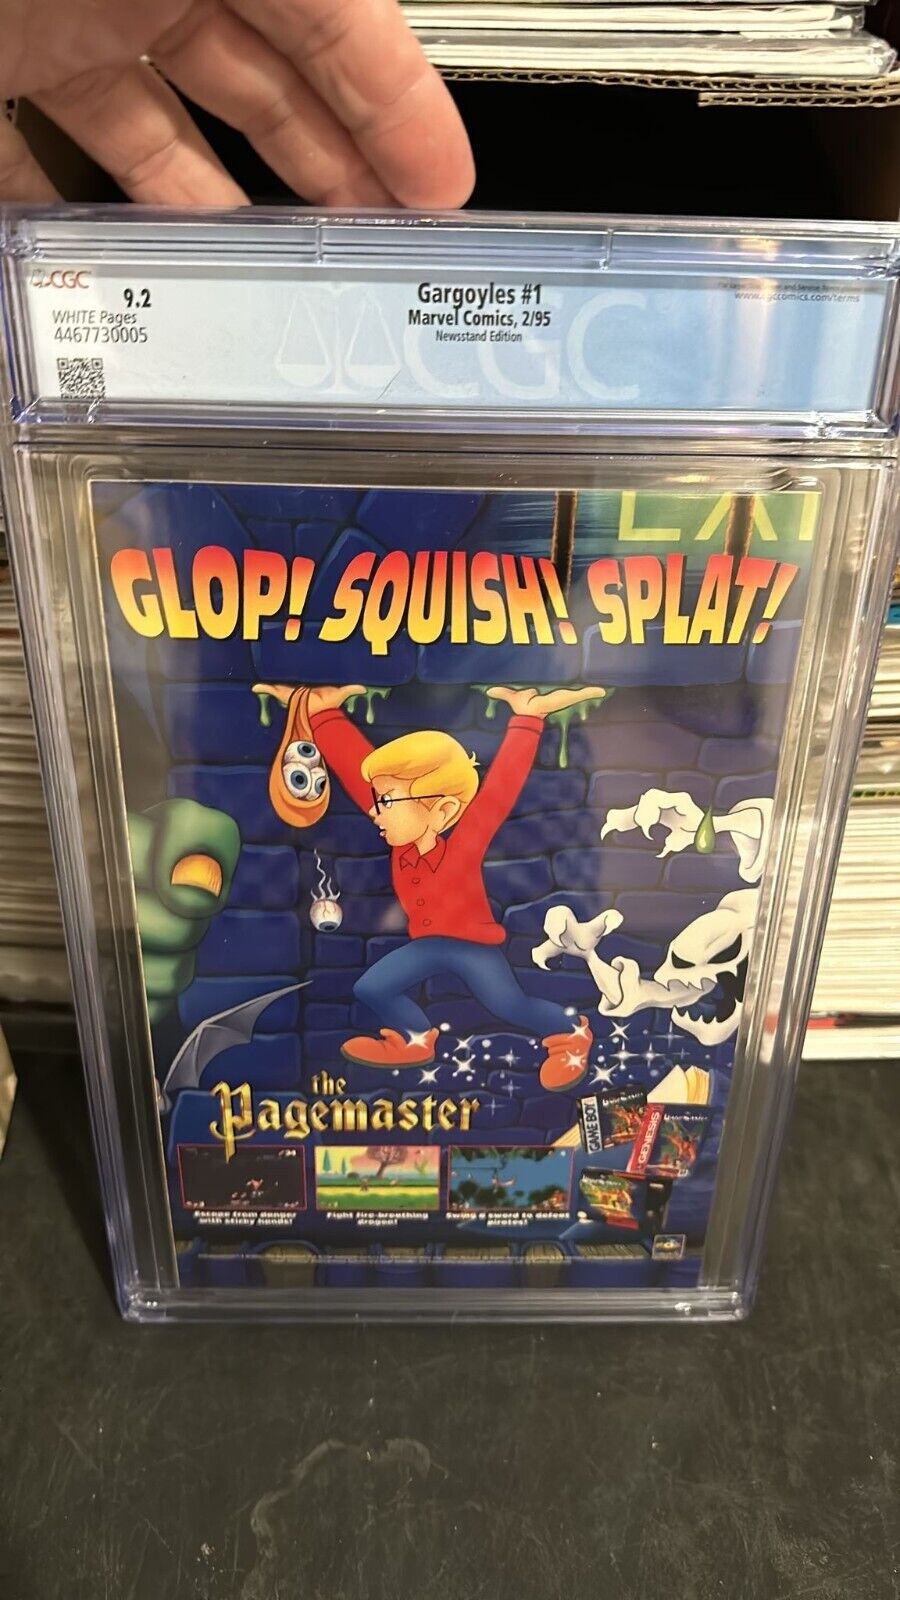 CGC
9.2
WHITE Pages
4467730005
Gargoyles #1
Marvel Comics, 2/95
Newsstand Edition
www.cgccomics.com/terms
CGC
GLOP! SQUISH! SPLAT!
the
Pagemaster
GAME BOY
GENESIS
Escape from danger
with sticky hands!
Fight fire-breathing
dragon!
Swing a sword to defeat
pirates!